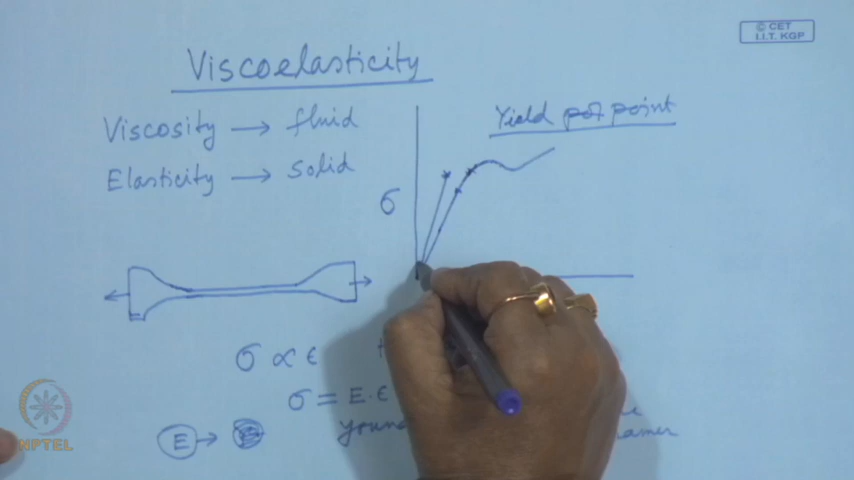 © CET
I.I.T. KGP
Viscoelasticity
Viscosity → fluid
Elasticity → solid
Yield point
σ
σ ∝ ε
σ = E.ε
E →
NPTEL